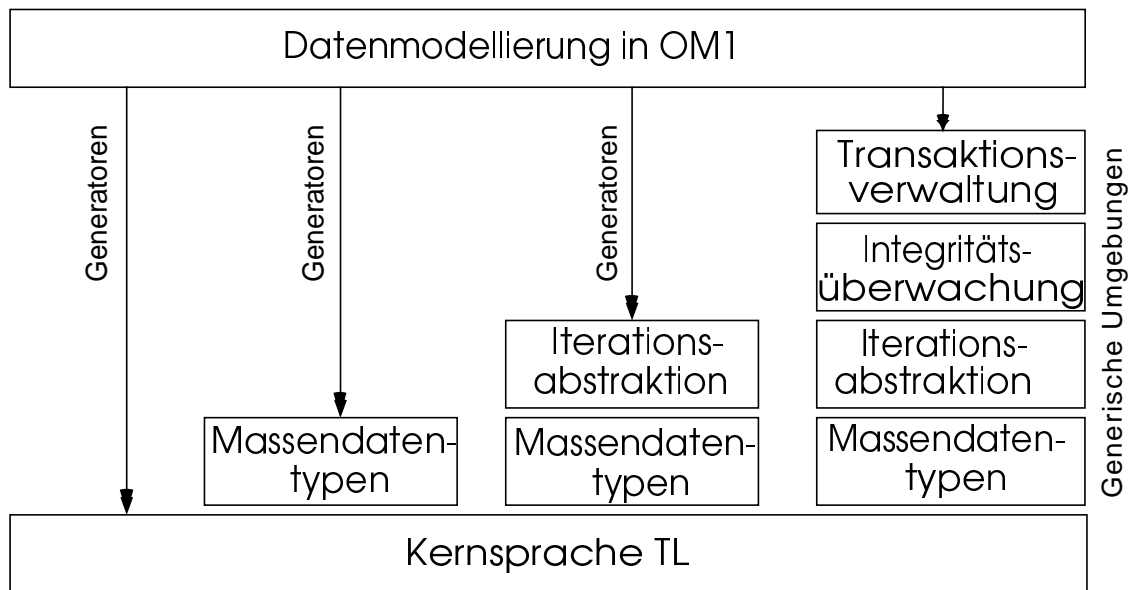 Datenmodellierung in OM1
Generatoren
Generatoren
Generatoren
Transaktions-
verwaltung
Integritäts-
überwachung
Iterations-
abstraktion
Iterations-
abstraktion
Massendaten-
typen
Massendaten-
typen
Massendaten-
typen
Generische Umgebungen
Kernsprache TL